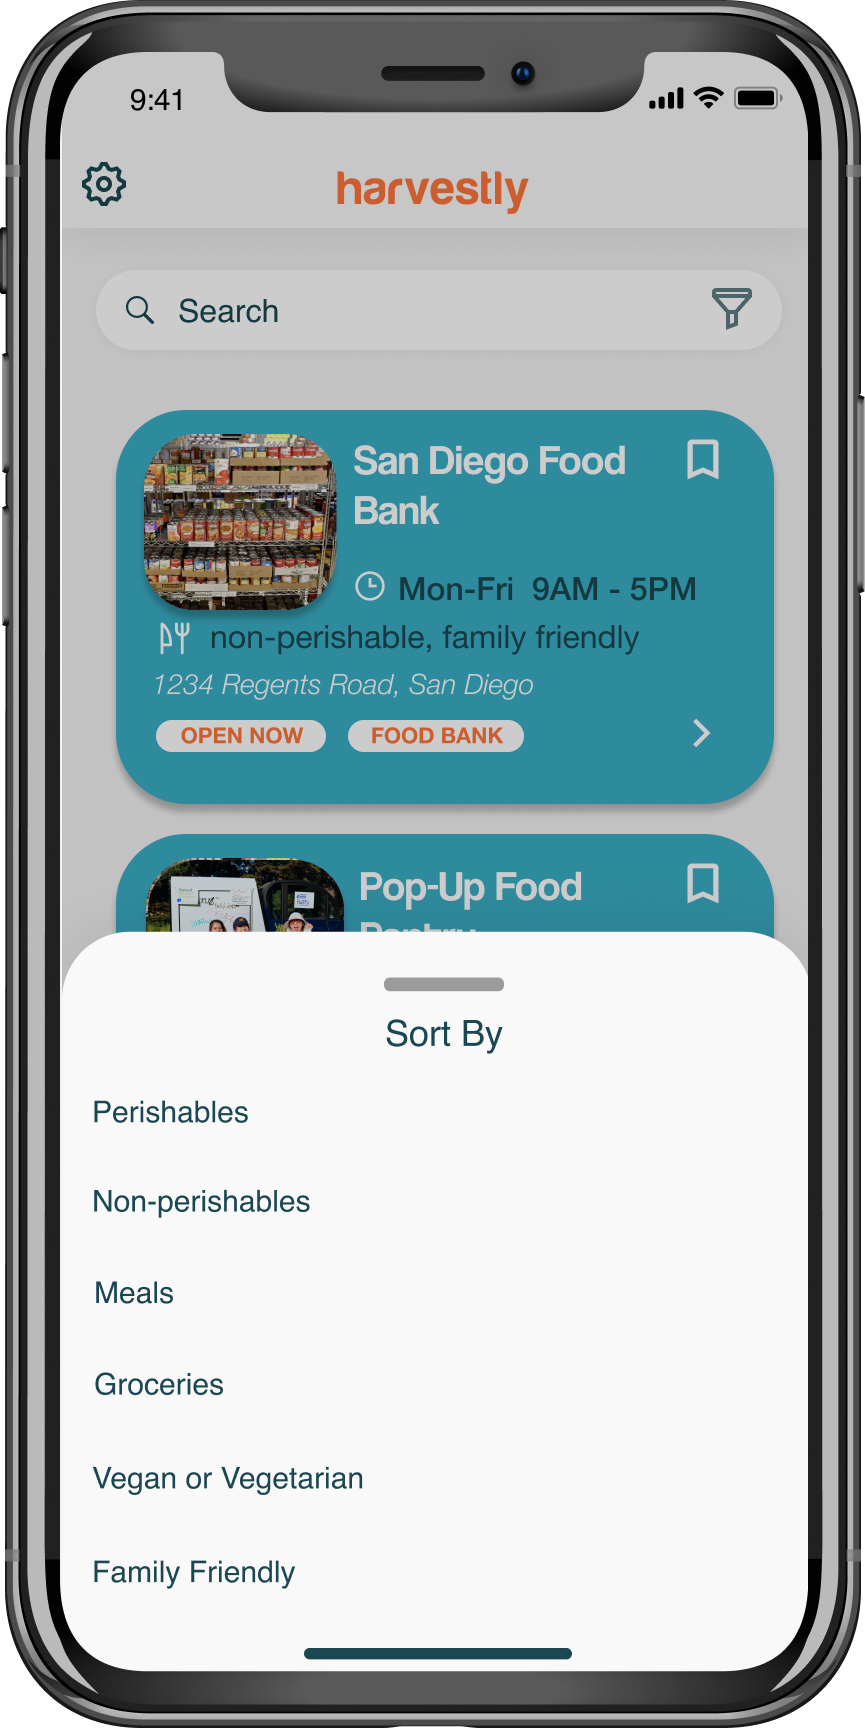 9:41
harvestly
Search
San Diego Food
Bank
Mon-Fri 9AM - 5PM
non-perishable, family friendly
1234 Regents Road, San Diego
OPEN NOW FOOD BANK
Pop-Up Food
Pantry
Sort By
Perishables
Non-perishables
Meals
Groceries
Vegan or Vegetarian
Family Friendly